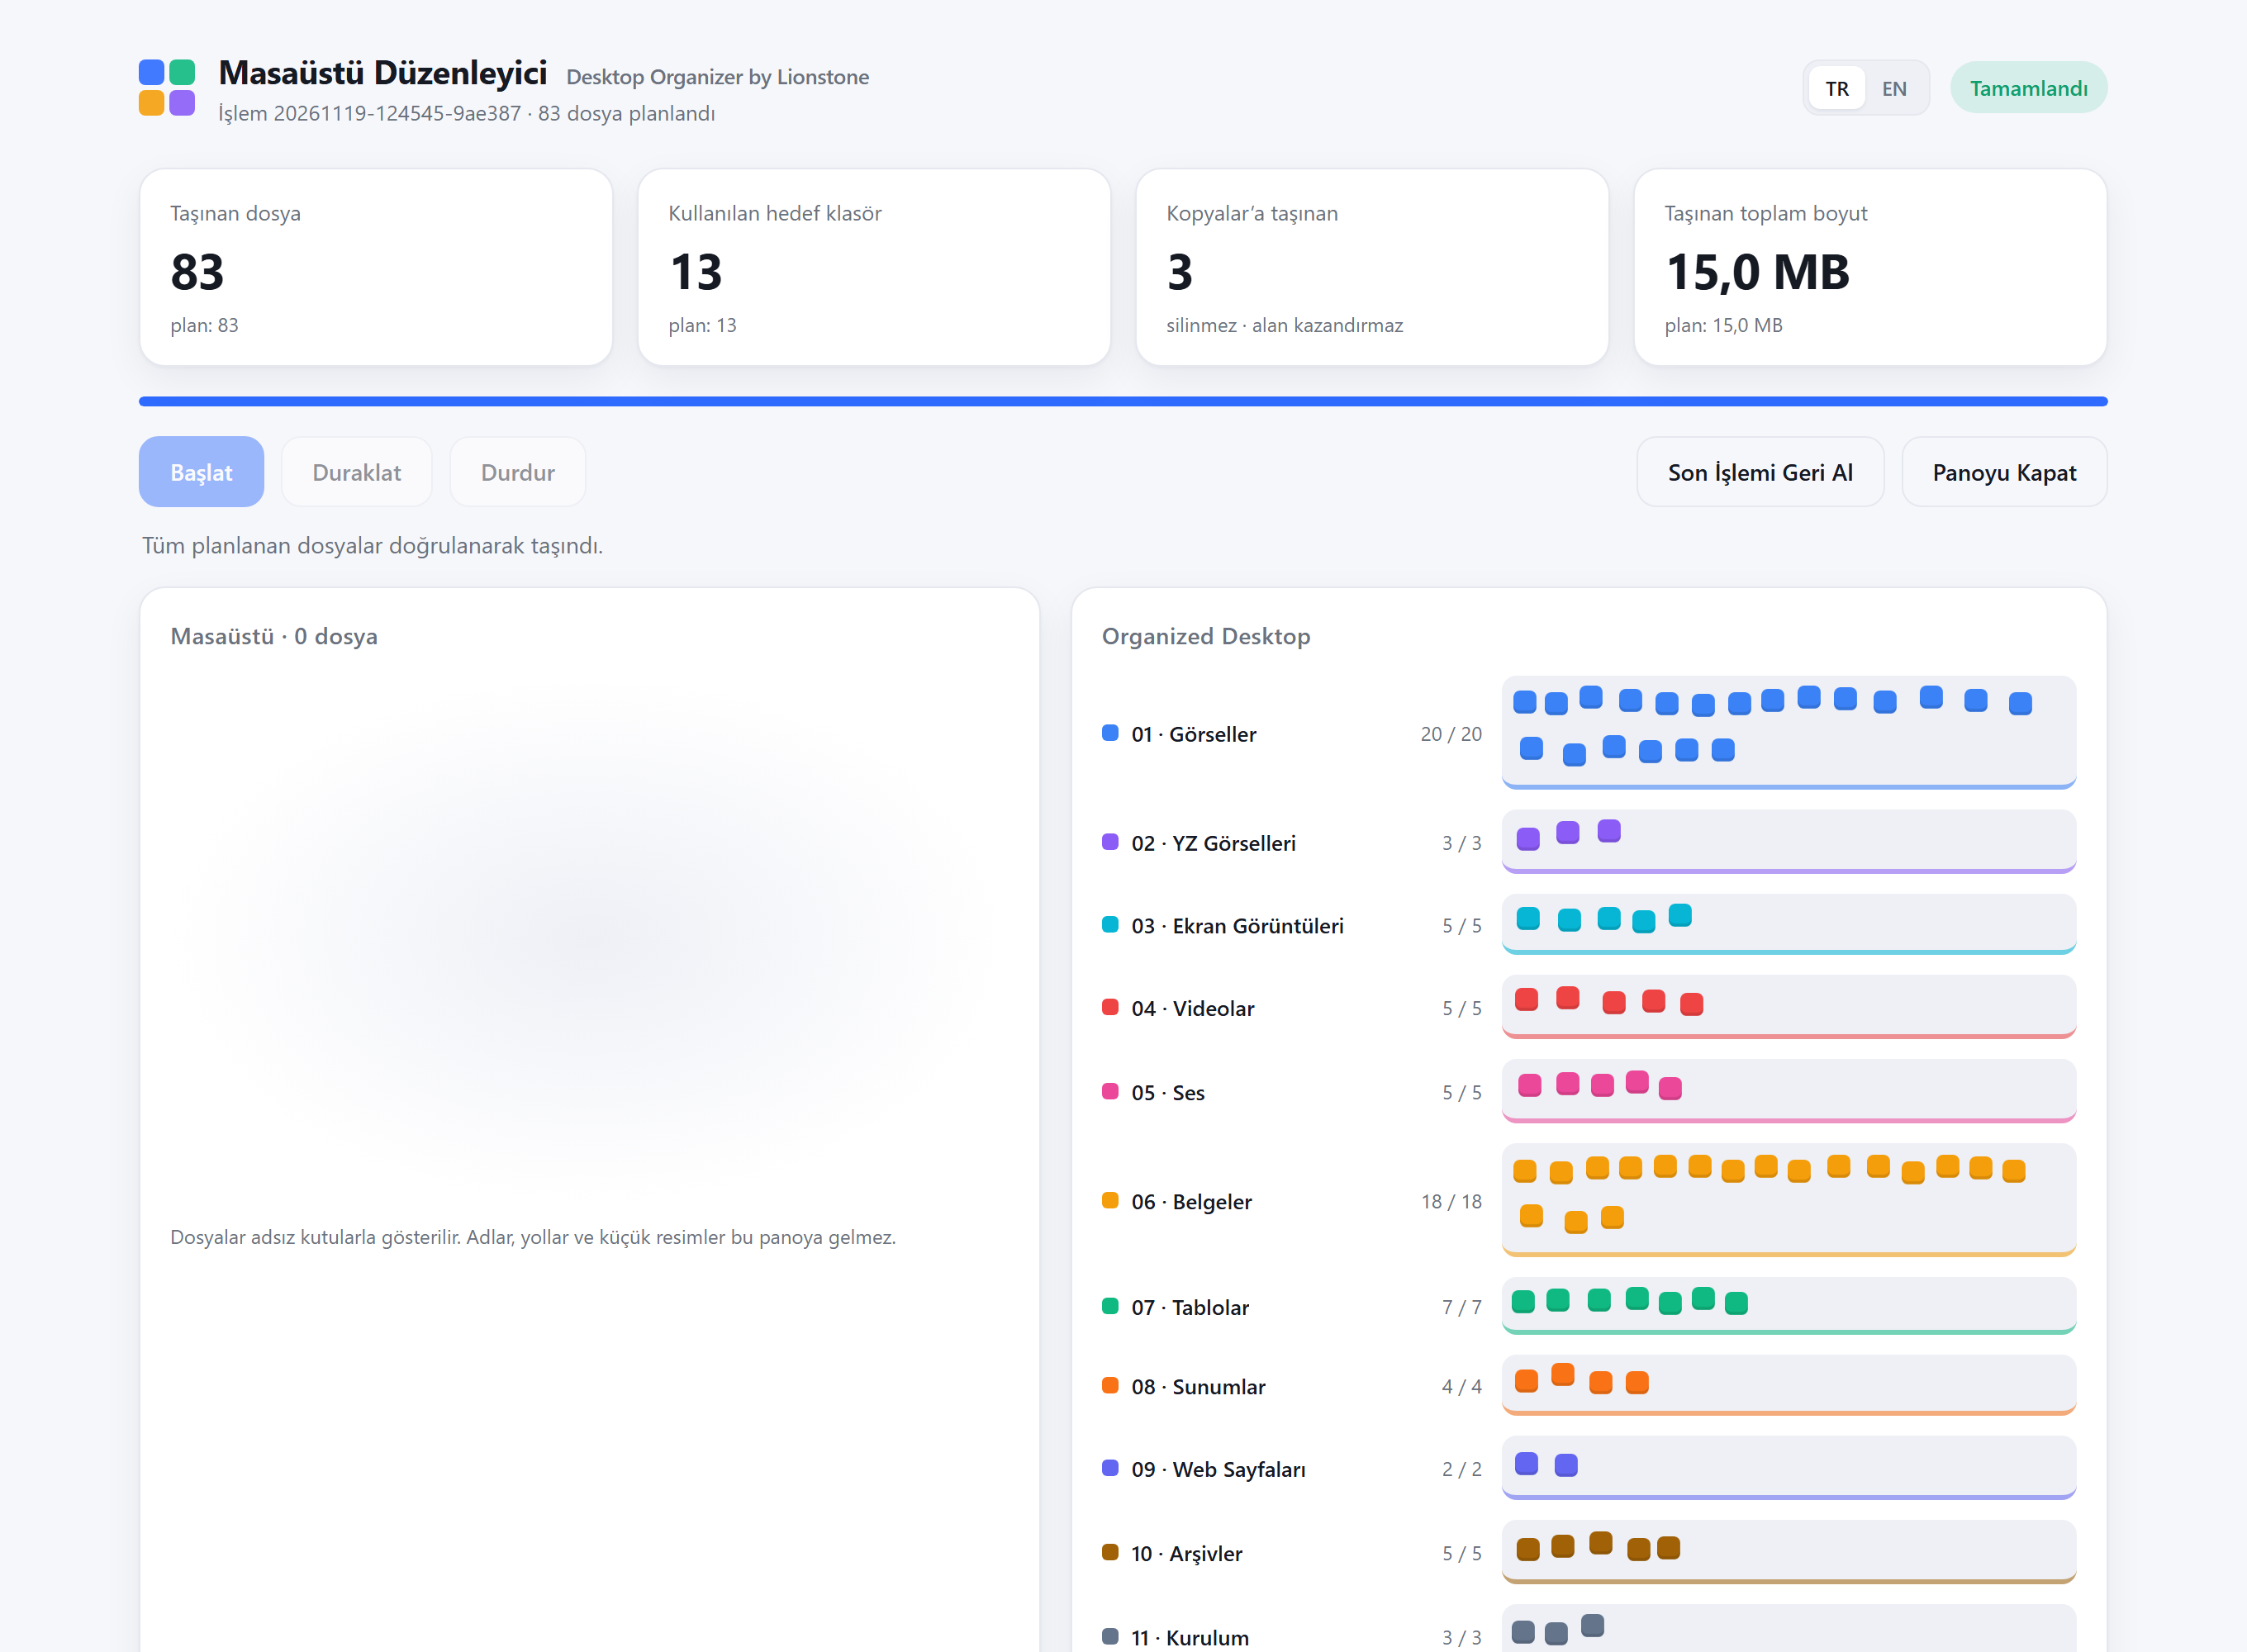 Masaüstü Düzenleyici Desktop Organizer by Lionstone
İşlem 20261119-124545-9ae387 · 83 dosya planlandı
TR EN
Tamamlandı
Taşınan dosya
83
plan: 83
Kullanılan hedef klasör
13
plan: 13
Kopyalar’a taşınan
3
silinmez · alan kazandırmaz
Taşınan toplam boyut
15,0 MB
plan: 15,0 MB
Başlat
Duraklat
Durdur
Son İşlemi Geri Al
Panoyu Kapat
Tüm planlanan dosyalar doğrulanarak taşındı.
Masaüstü · 0 dosya
Dosyalar adsız kutularla gösterilir. Adlar, yollar ve küçük resimler bu panoya gelmez.
Organized Desktop
01 · Görseller 20 / 20
02 · YZ Görselleri 3 / 3
03 · Ekran Görüntüleri 5 / 5
04 · Videolar 5 / 5
05 · Ses 5 / 5
06 · Belgeler 18 / 18
07 · Tablolar 7 / 7
08 · Sunumlar 4 / 4
09 · Web Sayfaları 2 / 2
10 · Arşivler 5 / 5
11 · Kurulum 3 / 3